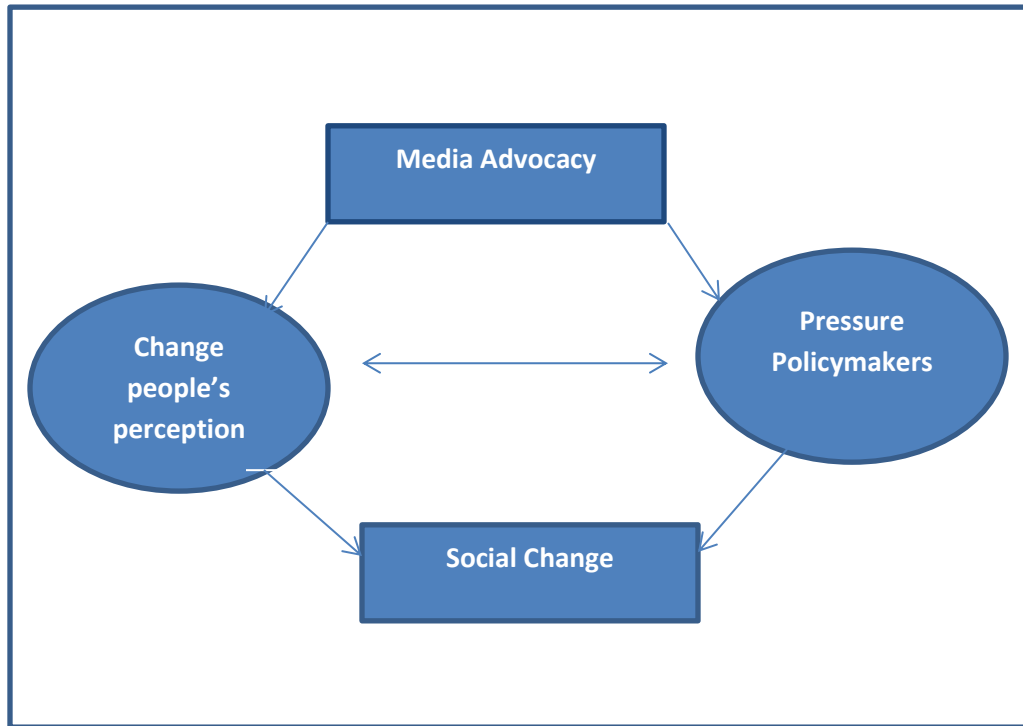 Media Advocacy
Pressure
Policymakers
Change
people’s
perception
Social Change